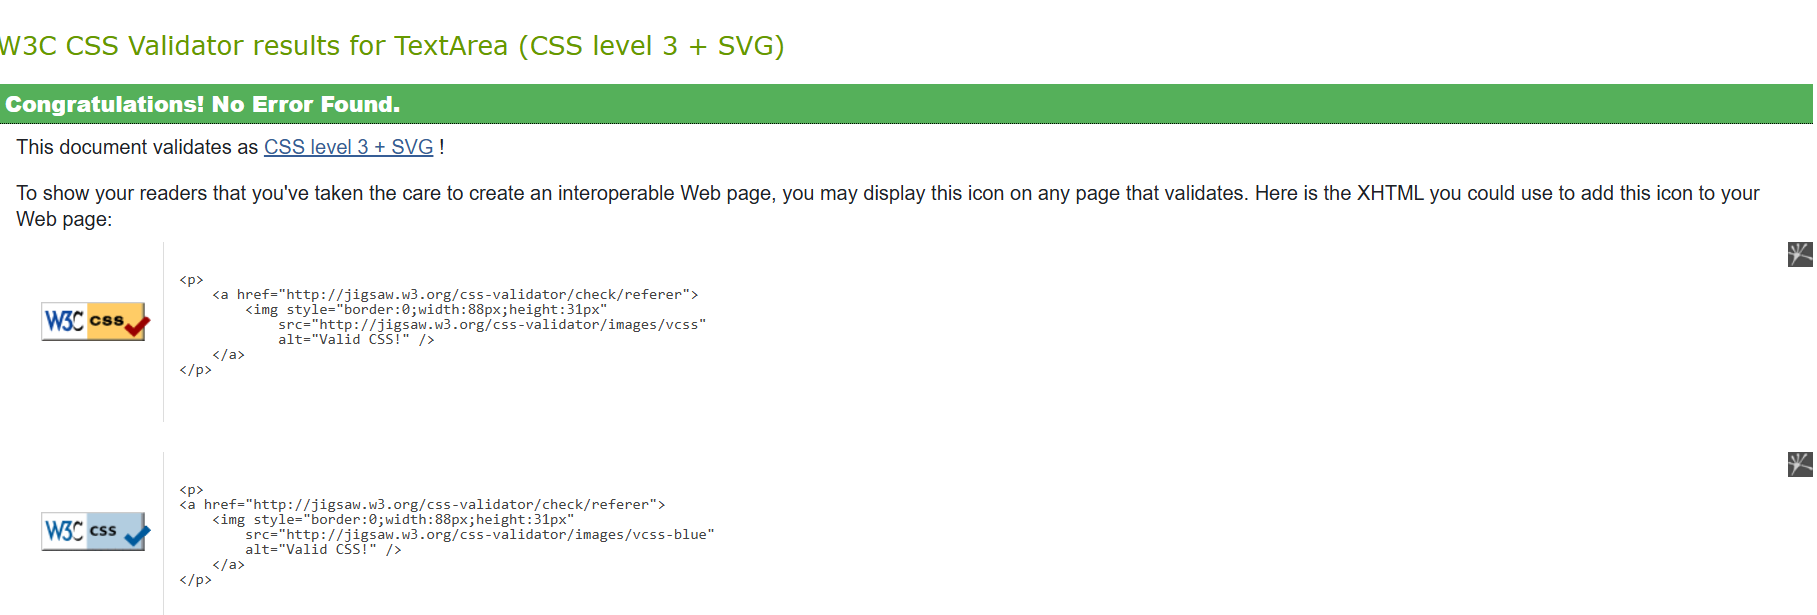 W3C CSS Validator results for TextArea (CSS level 3 + SVG)
Congratulations! No Error Found.
This document validates as CSS level 3 + SVG !
To show your readers that you've taken the care to create an interoperable Web page, you may display this icon on any page that validates. Here is the XHTML you could use to add this icon to your
Web page:
W3C css
<p>
    <a href="http://jigsaw.w3.org/css-validator/check/referer">
        <img style="border:0;width:88px;height:31px"
            src="http://jigsaw.w3.org/css-validator/images/vcss"
            alt="Valid CSS!" />
    </a>
</p>
W3C css
<p>
<a href="http://jigsaw.w3.org/css-validator/check/referer">
    <img style="border:0;width:88px;height:31px"
        src="http://jigsaw.w3.org/css-validator/images/vcss-blue"
        alt="Valid CSS!" />
    </a>
</p>